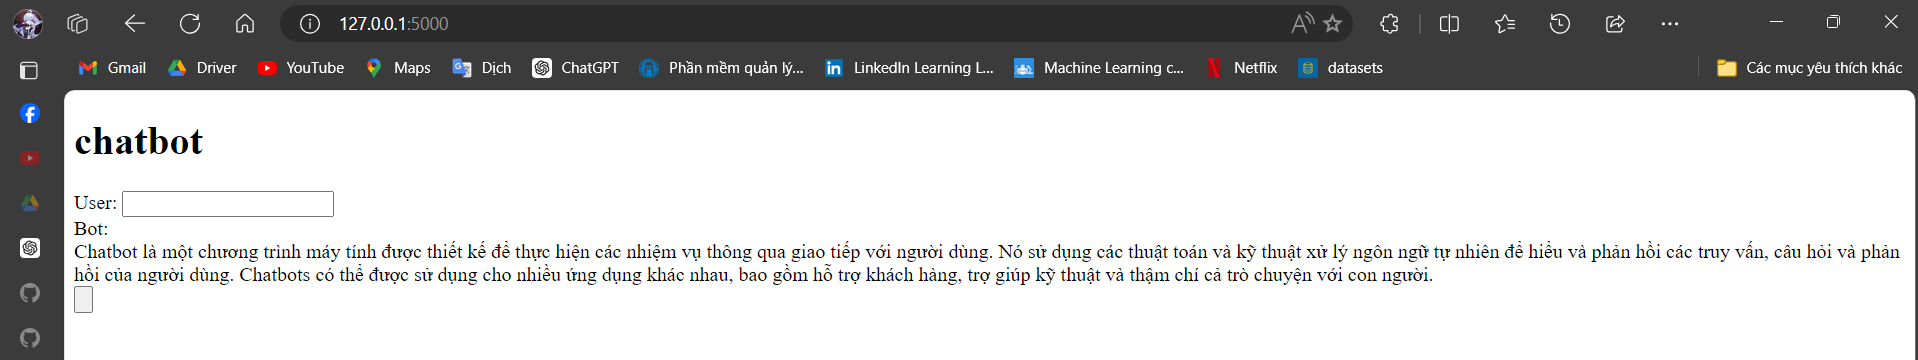 127.0.0.1:5000
Gmail Driver YouTube Maps Dịch ChatGPT Phần mềm quản lý... LinkedIn Learning L... Machine Learning c... Netflix datasets Các mục yêu thích khác
chatbot
User:
Bot:
Chatbot là một chương trình máy tính được thiết kế để thực hiện các nhiệm vụ thông qua giao tiếp với người dùng. Nó sử dụng các thuật toán và kỹ thuật xử lý ngôn ngữ tự nhiên để hiểu và phản hồi các truy vấn, câu hỏi và phản
hồi của người dùng. Chatbots có thể được sử dụng cho nhiều ứng dụng khác nhau, bao gồm hỗ trợ khách hàng, trợ giúp kỹ thuật và thậm chí cả trò chuyện với con người.